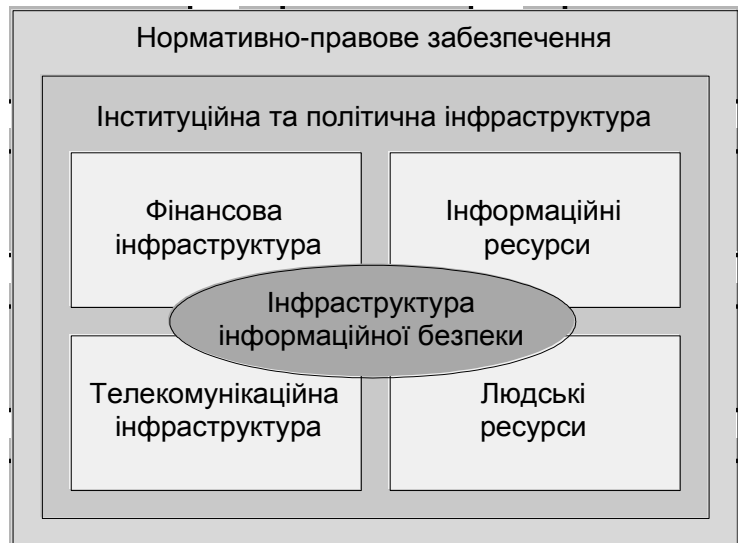 Нормативно-правове забезпечення
Інституційна та політична інфраструктура
Фінансова
інфраструктура
Інформаційні
ресурси
Інфраструктура
інформаційної безпеки
Телекомунікаційна
інфраструктура
Людські
ресурси